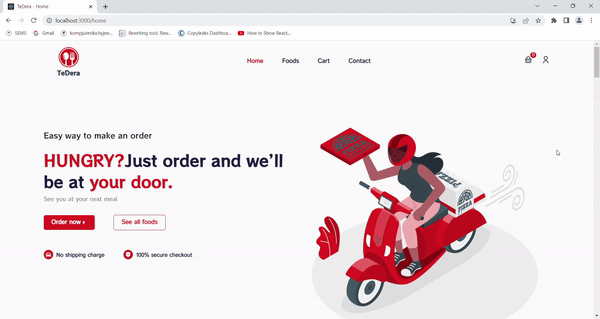 TeDera - Home
localhost:3000/home
SEMS
Gmail
kompjuterika.hyjne...
Rewriting tool. Rew...
Copyleaks Dashboa...
How to Show React...
TeDera
Home
Foods
Cart
Contact
0
Easy way to make an order
HUNGRY?Just order and we'll
be at your door.
See you at your next meal
Order now ›
See all foods
No shipping charge
100% secure checkout
PIZZA
PIZZA